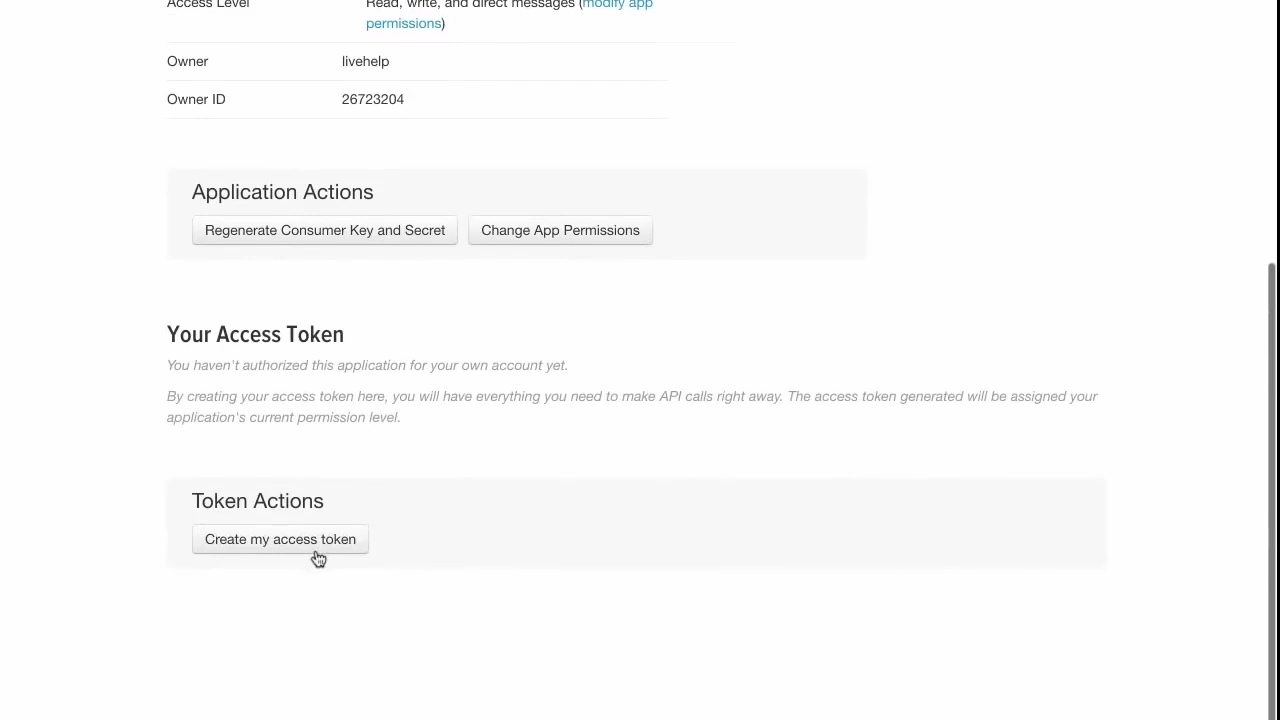 Access Level Read, write, and direct messages (modify app
permissions)
Owner livehelp
Owner ID 26723204
Application Actions
Regenerate Consumer Key and Secret Change App Permissions
Your Access Token
You haven't authorized this application for your own account yet.
By creating your access token here, you will have everything you need to make API calls right away. The access token generated will be assigned your
application's current permission level.
Token Actions
Create my access token